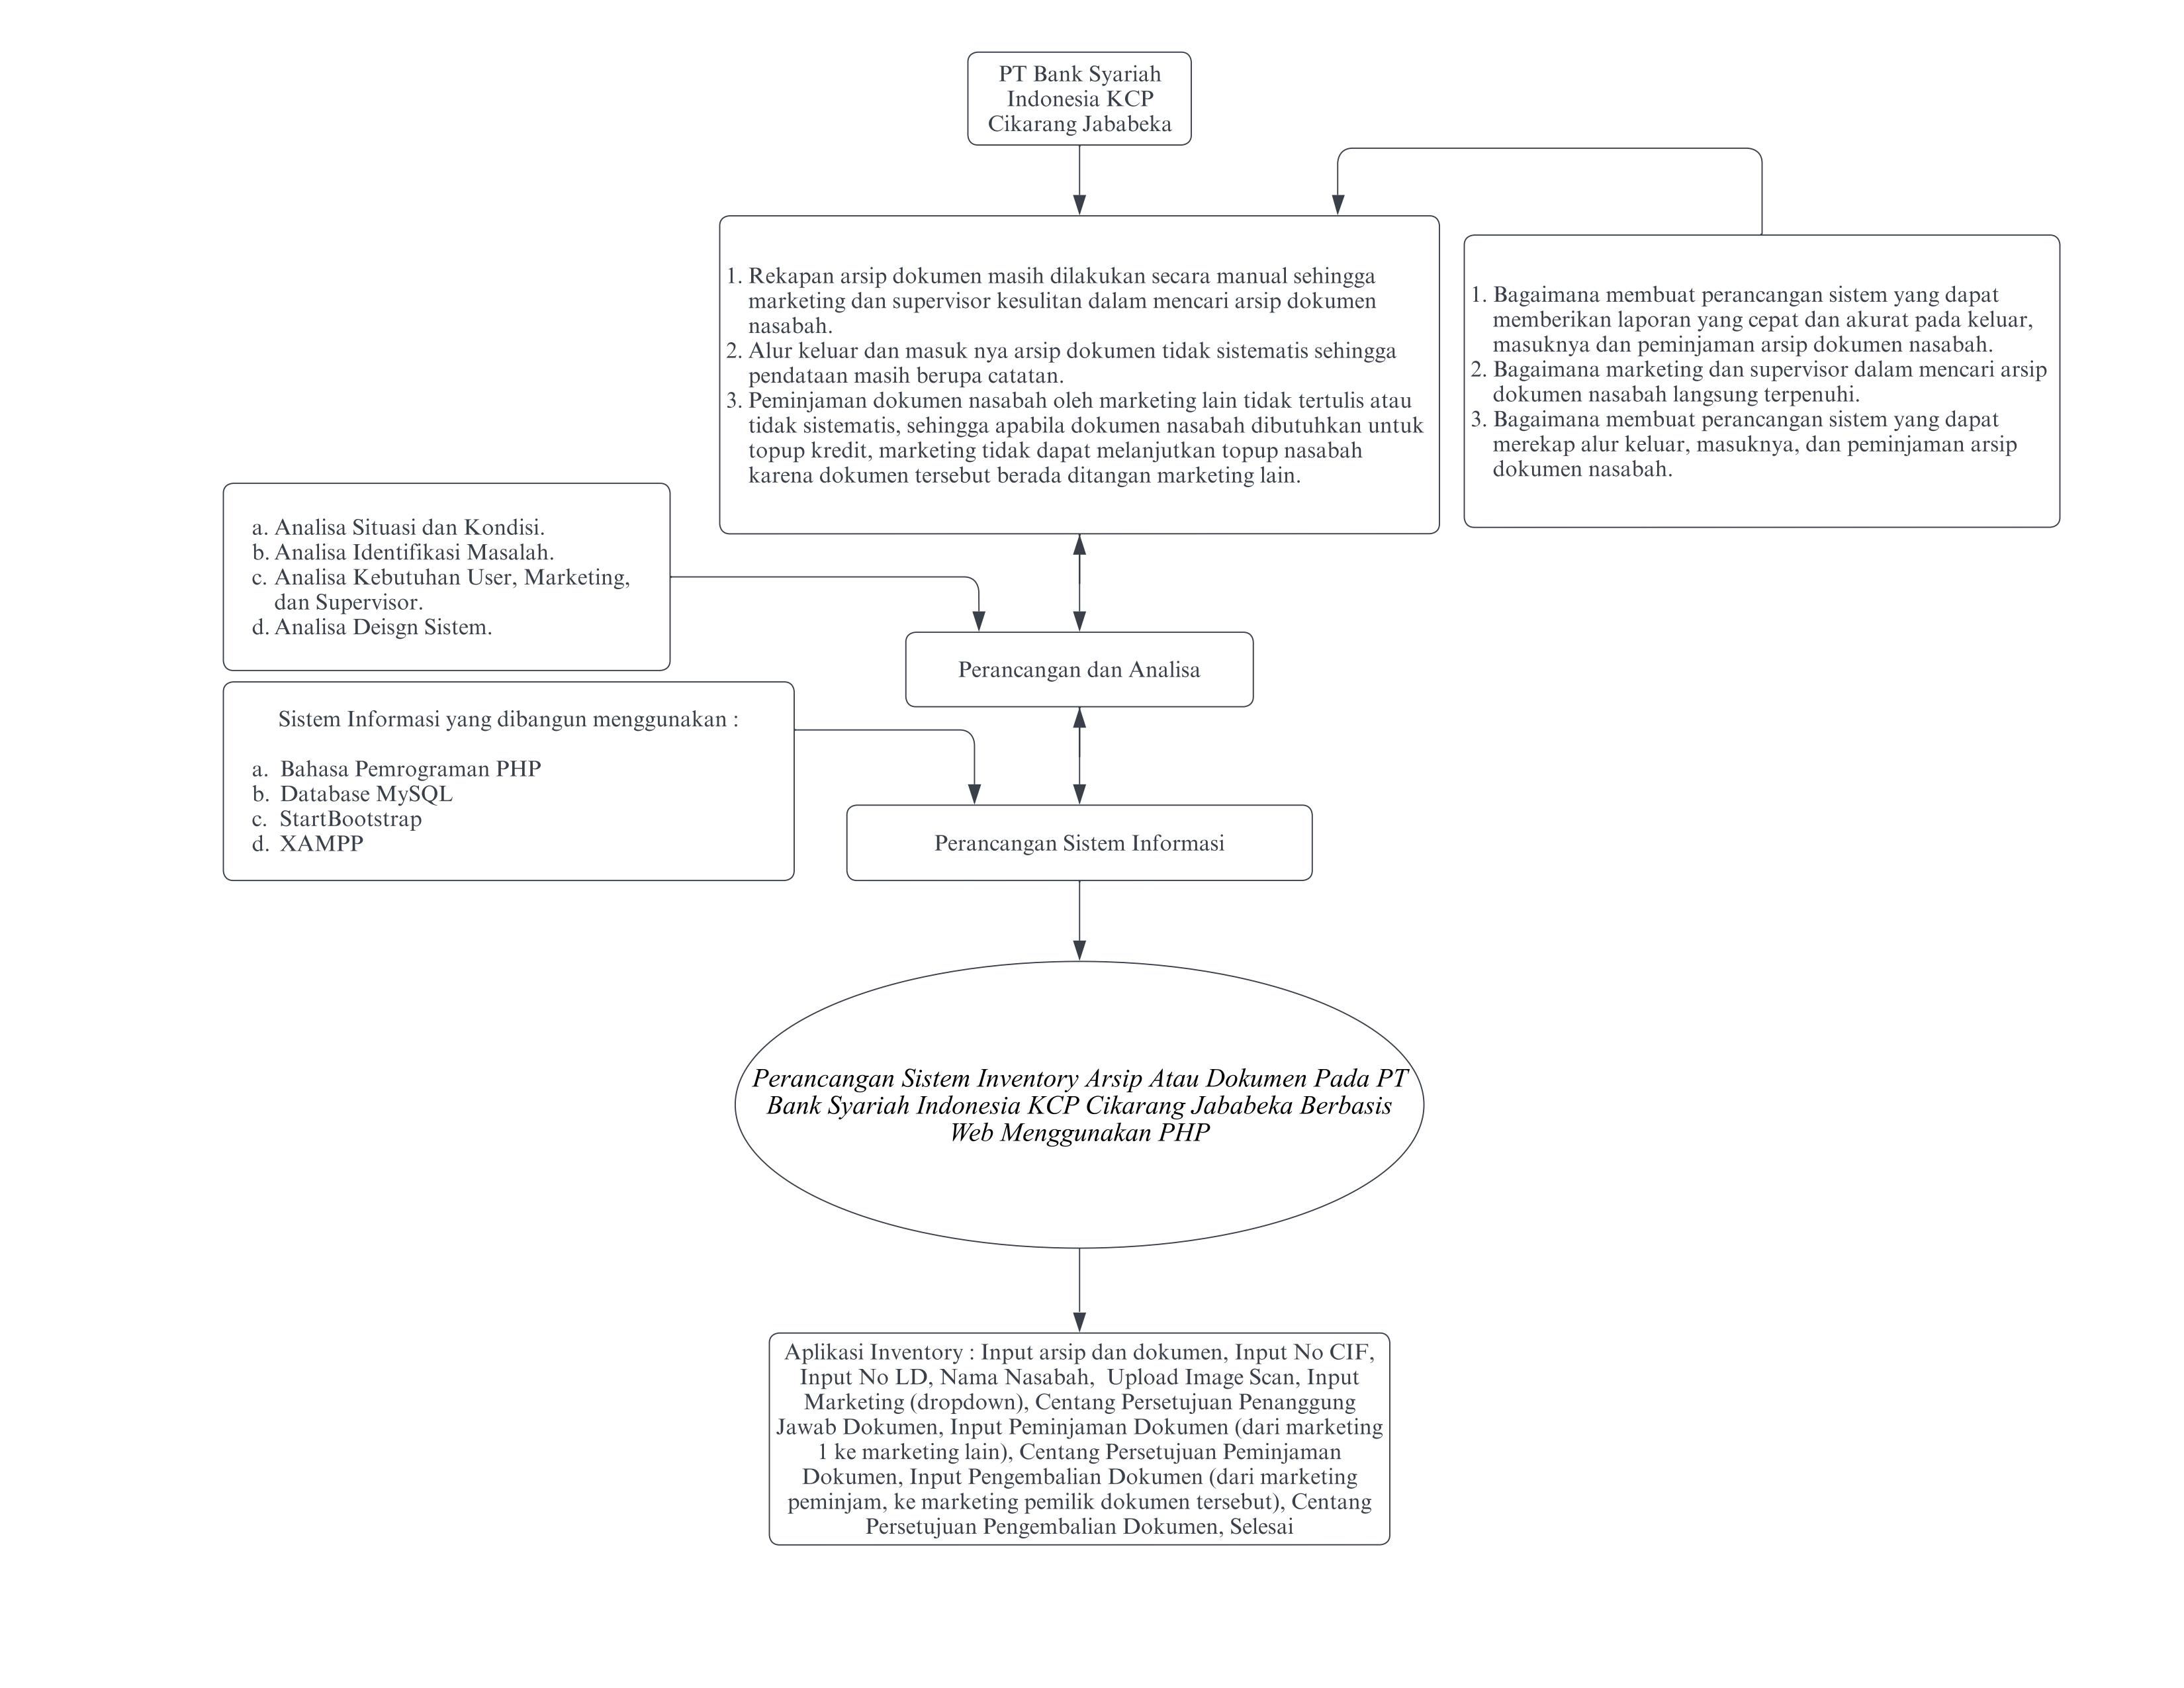 PT Bank Syariah
Indonesia KCP
Cikarang Jababeka
1. Rekapan arsip dokumen masih dilakukan secara manual sehingga
marketing dan supervisor kesulitan dalam mencari arsip dokumen
nasabah.
2. Alur keluar dan masuk nya arsip dokumen tidak sistematis sehingga
pendataan masih berupa catatan.
3. Peminjaman dokumen nasabah oleh marketing lain tidak tertulis atau
tidak sistematis, sehingga apabila dokumen nasabah dibutuhkan untuk
topup kredit, marketing tidak dapat melanjutkan topup nasabah
karena dokumen tersebut berada ditangan marketing lain.
1. Bagaimana membuat perancangan sistem yang dapat
memberikan laporan yang cepat dan akurat pada keluar,
masuknya dan peminjaman arsip dokumen nasabah.
2. Bagaimana marketing dan supervisor dalam mencari arsip
dokumen nasabah langsung terpenuhi.
3. Bagaimana membuat perancangan sistem yang dapat
merekap alur keluar, masuknya, dan peminjaman arsip
dokumen nasabah.
a. Analisa Situasi dan Kondisi.
b. Analisa Identifikasi Masalah.
c. Analisa Kebutuhan User, Marketing,
dan Supervisor.
d. Analisa Deisgn Sistem.
Perancangan dan Analisa
Sistem Informasi yang dibangun menggunakan :
a. Bahasa Pemrograman PHP
b. Database MySQL
c. StartBootstrap
d. XAMPP
Perancangan Sistem Informasi
Perancangan Sistem Inventory Arsip Atau Dokumen Pada PT
Bank Syariah Indonesia KCP Cikarang Jababeka Berbasis
Web Menggunakan PHP
Aplikasi Inventory : Input arsip dan dokumen, Input No CIF,
Input No LD, Nama Nasabah, Upload Image Scan, Input
Marketing (dropdown), Centang Persetujuan Penanggung
Jawab Dokumen, Input Peminjaman Dokumen (dari marketing
1 ke marketing lain), Centang Persetujuan Peminjaman
Dokumen, Input Pengembalian Dokumen (dari marketing
peminjam, ke marketing pemilik dokumen tersebut), Centang
Persetujuan Pengembalian Dokumen, Selesai